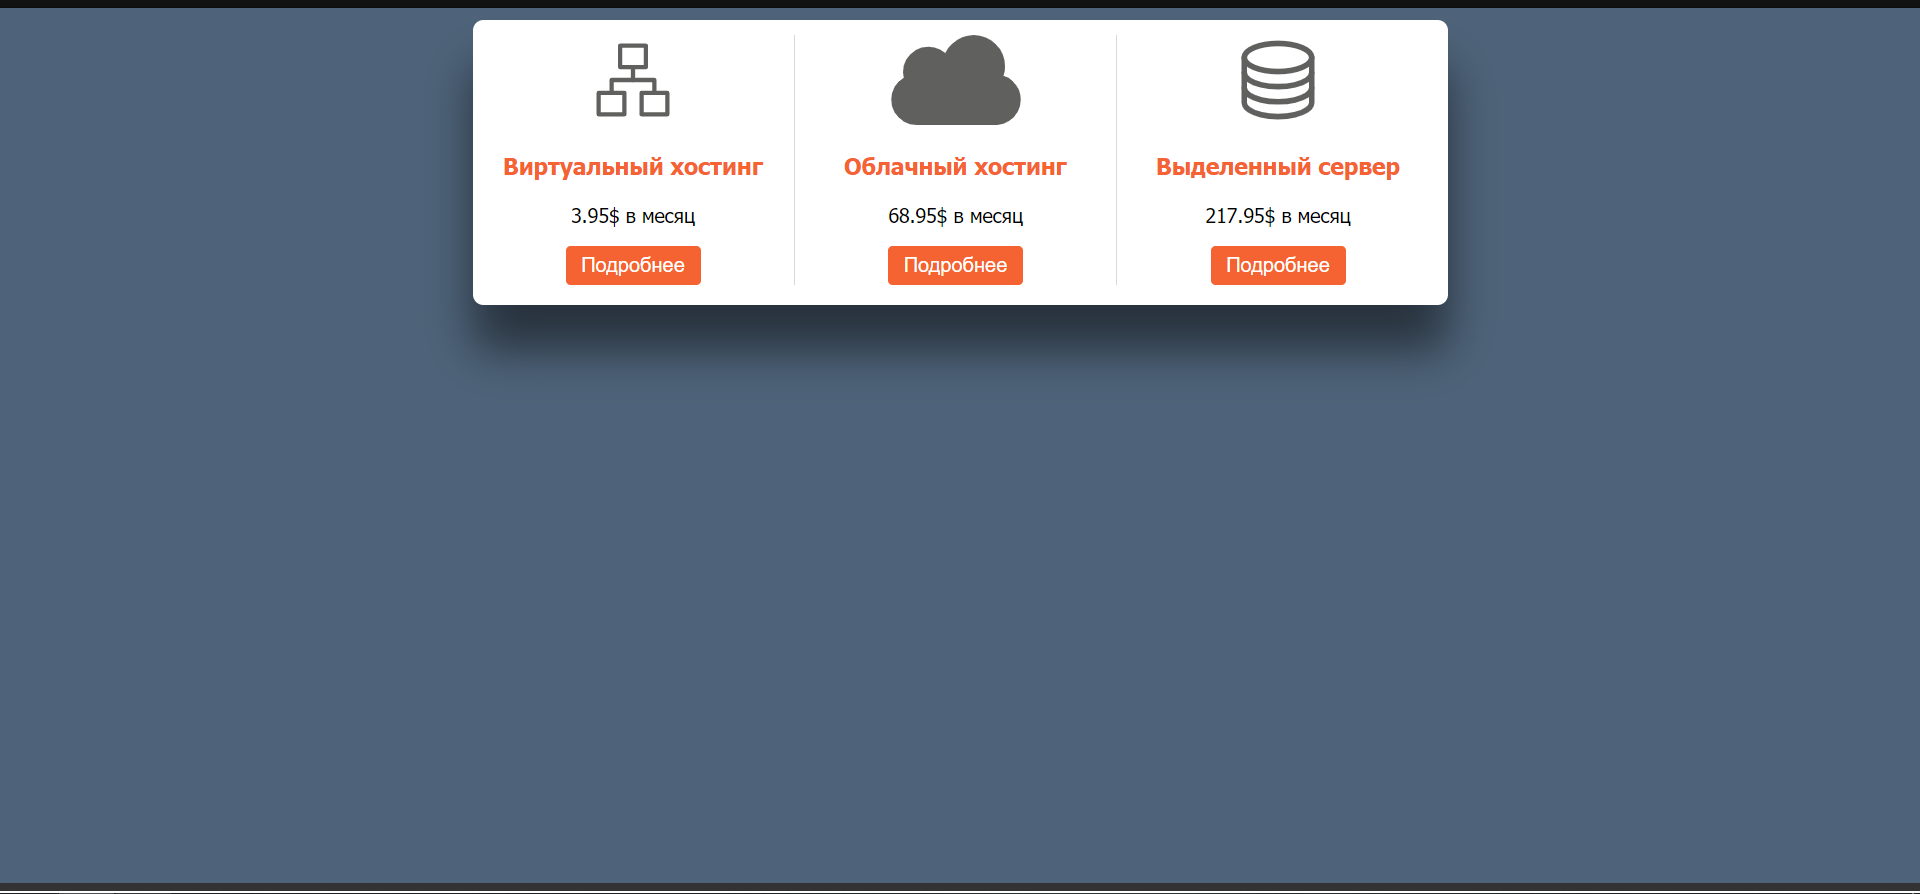 Виртуальный хостинг
3.95$ в месяц
Подробнее
Облачный хостинг
68.95$ в месяц
Подробнее
Выделенный сервер
217.95$ в месяц
Подробнее